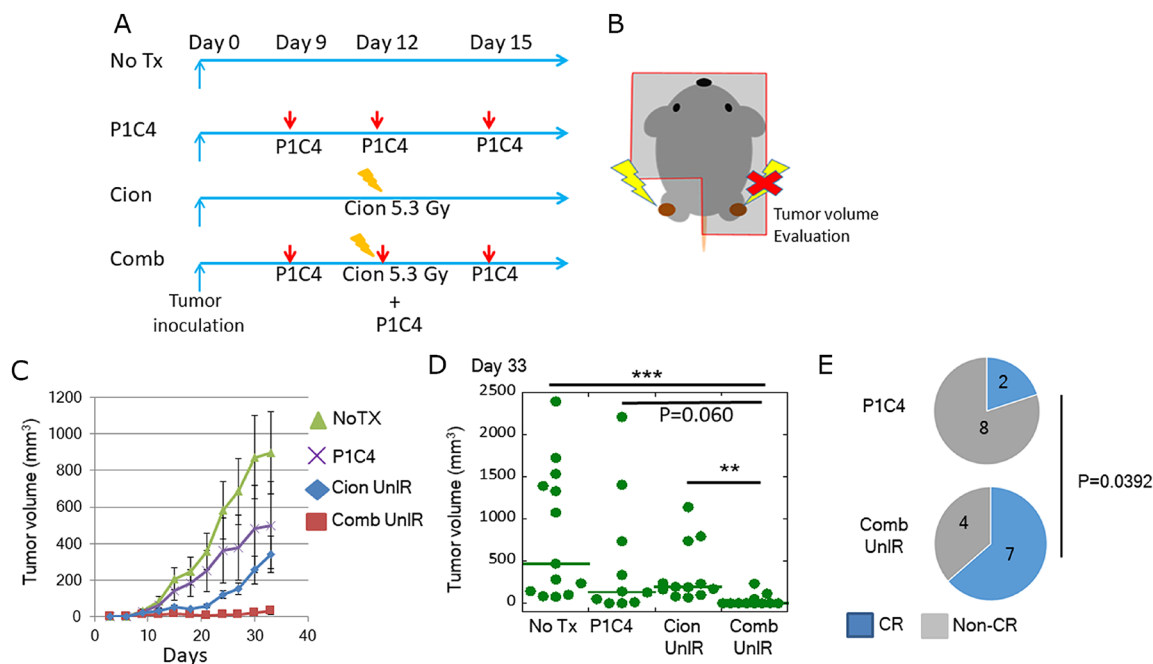 A
Day 0 Day 9 Day 12 Day 15
No Tx
P1C4
P1C4 P1C4 P1C4
Cion
Cion 5.3 Gy
Comb
P1C4 Cion 5.3 Gy P1C4
+
P1C4
Tumor
inoculation
B
Tumor volume
Evaluation
C
Tumor volume (mm³)
1200
1000
800
600
400
200
0
0 10 20 30 40
Days
NoTX
P1C4
Cion UnIR
Comb UnIR
D
Day 33
***
P=0.060
**
Tumor volume (mm³)
2500
2000
1500
1000
500
0
No Tx P1C4 Cion Comb
UnIR UnIR
E
P1C4
2
8
P=0.0392
Comb
UnIR
4
7
CR Non-CR